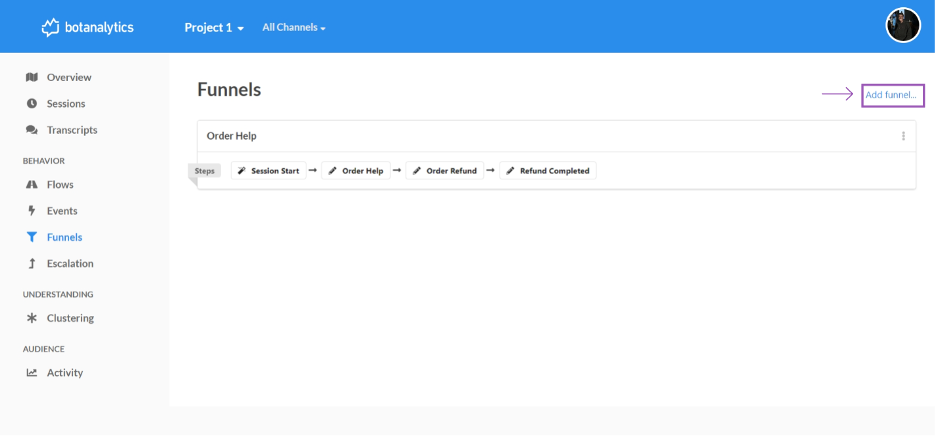 botanalytics
Project 1
All Channels
Overview
Sessions
Transcripts
BEHAVIOR
Flows
Events
Funnels
Escalation
UNDERSTANDING
Clustering
AUDIENCE
Activity
Funnels
Add funnel...
Order Help
Steps
Session Start
Order Help
Order Refund
Refund Completed